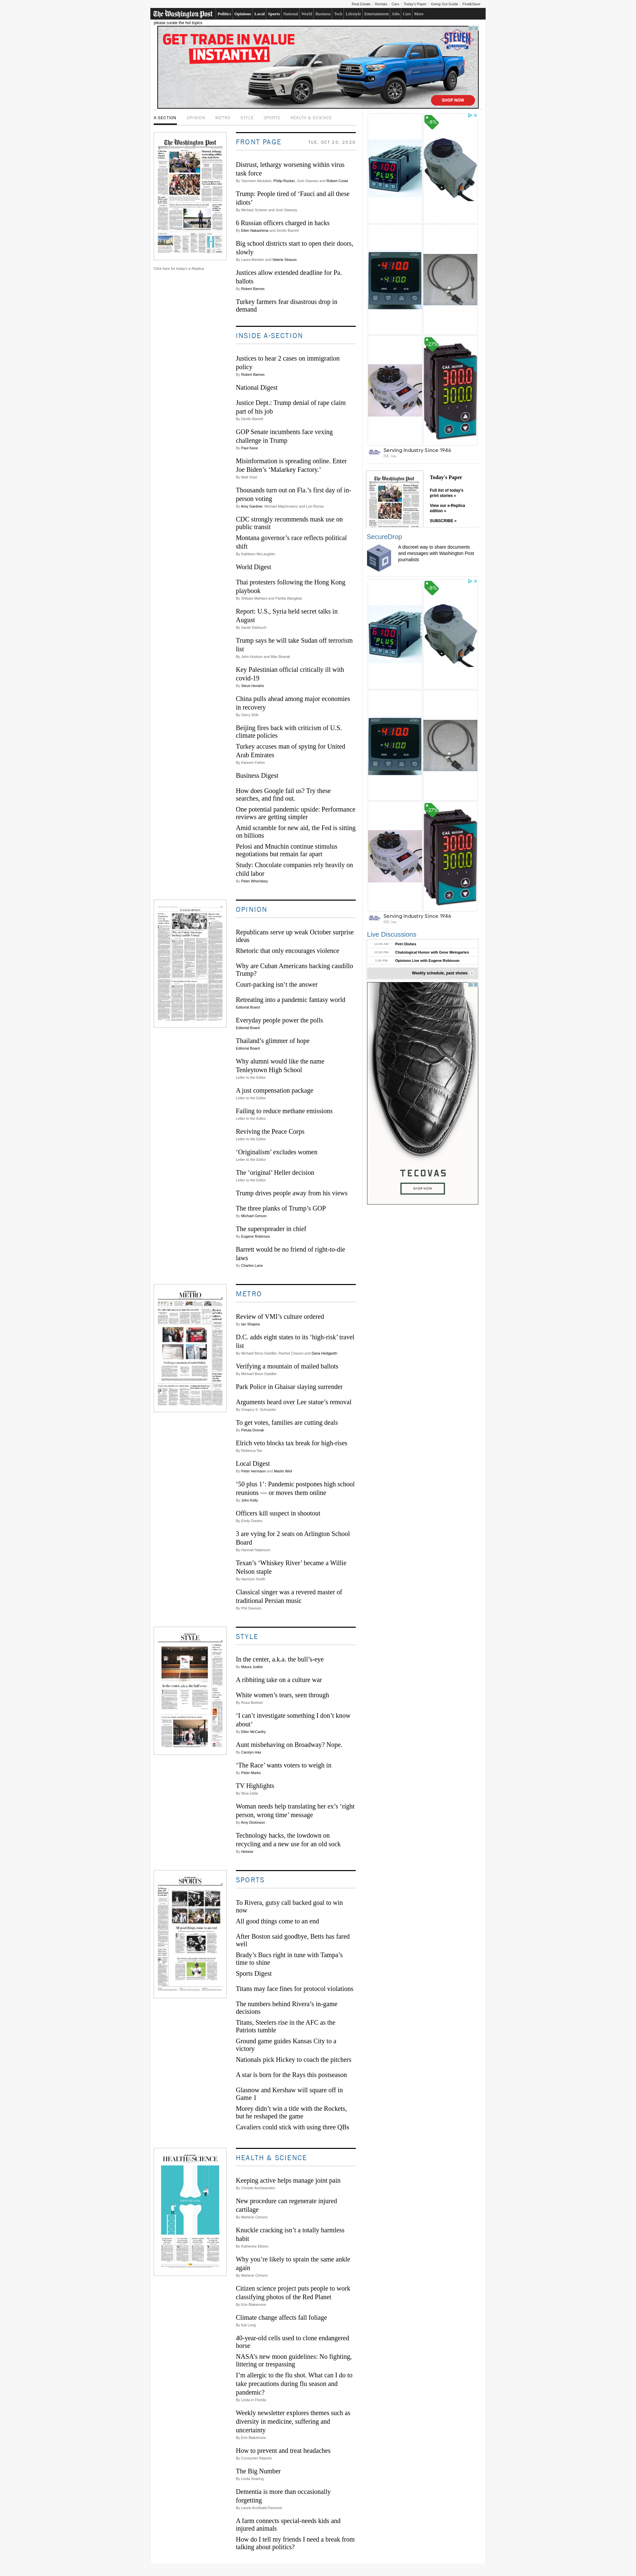 Real Estate Rentals Cars Today's Paper Going Out Guide Find&Save
The Washington Post Politics Opinions Local Sports National World Business Tech Lifestyle Entertainment Jobs Cars More
please curate the hot topics
GET TRADE IN VALUE
INSTANTLY!
STEVEN
SHOP NOW
A-SECTION OPINION METRO STYLE SPORTS HEALTH & SCIENCE
The Washington Post
Click here for today's e-Replica
FRONT PAGE TUE, OCT 20, 2020
Distrust, lethargy worsening within virus
task force
By Yasmeen Abutaleb, Philip Rucker, Josh Dawsey and Robert Costa
Trump: People tired of ‘Fauci and all these
idiots’
By Michael Scherer and Josh Dawsey
6 Russian officers charged in hacks
By Ellen Nakashima and Devlin Barrett
Big school districts start to open their doors,
slowly
By Laura Meckler and Valerie Strauss
Justices allow extended deadline for Pa.
ballots
By Robert Barnes
Turkey farmers fear disastrous drop in
demand
INSIDE A-SECTION
Justices to hear 2 cases on immigration
policy
By Robert Barnes
National Digest
Justice Dept.: Trump denial of rape claim
part of his job
By Devlin Barrett
GOP Senate incumbents face vexing
challenge in Trump
By Paul Kane
Misinformation is spreading online. Enter
Joe Biden’s ‘Malarkey Factory.’
By Matt Viser
Thousands turn out on Fla.’s first day of in-
person voting
By Amy Gardner, Michael Majchrowicz and Lori Rozsa
CDC strongly recommends mask use on
public transit
Montana governor’s race reflects political
shift
By Kathleen McLaughlin
World Digest
Thai protesters following the Hong Kong
playbook
By Shibani Mahtani and Paritta Wangkiat
Report: U.S., Syria held secret talks in
August
By Sarah Dadouch
Trump says he will take Sudan off terrorism
list
By John Hudson and Max Bearak
Key Palestinian official critically ill with
covid-19
By Steve Hendrix
China pulls ahead among major economies
in recovery
By Gerry Shih
Beijing fires back with criticism of U.S.
climate policies
Turkey accuses man of spying for United
Arab Emirates
By Kareem Fahim
Business Digest
How does Google fail us? Try these
searches, and find out.
One potential pandemic upside: Performance
reviews are getting simpler
Amid scramble for new aid, the Fed is sitting
on billions
Pelosi and Mnuchin continue stimulus
negotiations but remain far apart
Study: Chocolate companies rely heavily on
child labor
By Peter Whoriskey
OPINION
Republicans serve up weak October surprise
ideas
Rhetoric that only encourages violence
Why are Cuban Americans backing caudillo
Trump?
Court-packing isn’t the answer
Retreating into a pandemic fantasy world
Editorial Board
Everyday people power the polls
Editorial Board
Thailand’s glimmer of hope
Editorial Board
Why alumni would like the name
Tenleytown High School
Letter to the Editor
A just compensation package
Letter to the Editor
Failing to reduce methane emissions
Letter to the Editor
Reviving the Peace Corps
Letter to the Editor
‘Originalism’ excludes women
Letter to the Editor
The ‘original’ Heller decision
Letter to the Editor
Trump drives people away from his views
The three planks of Trump’s GOP
By Michael Gerson
The superspreader in chief
By Eugene Robinson
Barrett would be no friend of right-to-die
laws
By Charles Lane
METRO
METRO
Review of VMI’s culture ordered
By Ian Shapira
D.C. adds eight states to its ‘high-risk’ travel
list
By Michael Brice-Saddler, Rachel Chason and Dana Hedgpeth
Verifying a mountain of mailed ballots
By Michael Brice-Saddler
Park Police in Ghaisar slaying surrender
Arguments heard over Lee statue’s removal
By Gregory S. Schneider
To get votes, families are cutting deals
By Petula Dvorak
Elrich veto blocks tax break for high-rises
By Rebecca Tan
Local Digest
By Peter Hermann and Martin Weil
‘50 plus 1’: Pandemic postpones high school
reunions — or moves them online
By John Kelly
Officers kill suspect in shootout
By Emily Davies
3 are vying for 2 seats on Arlington School
Board
By Hannah Natanson
Texan’s ‘Whiskey River’ became a Willie
Nelson staple
By Harrison Smith
Classical singer was a revered master of
traditional Persian music
By Phil Davison
STYLE
STYLE
In the center, a.k.a. the bull’s-eye
By Maura Judkis
A ribbiting take on a culture war
White women’s tears, seen through
By Rosa Boshier
‘I can’t investigate something I don’t know
about’
By Ellen McCarthy
Aunt misbehaving on Broadway? Nope.
By Carolyn Hax
‘The Race’ wants voters to weigh in
By Peter Marks
TV Highlights
By Nina Zafar
Woman needs help translating her ex’s ‘right
person, wrong time’ message
By Amy Dickinson
Technology hacks, the lowdown on
recycling and a new use for an old sock
By Heloise
SPORTS
SPORTS
To Rivera, gutsy call backed goal to win
now
All good things come to an end
After Boston said goodbye, Betts has fared
well
Brady’s Bucs right in tune with Tampa’s
time to shine
Sports Digest
Titans may face fines for protocol violations
The numbers behind Rivera’s in-game
decisions
Titans, Steelers rise in the AFC as the
Patriots tumble
Ground game guides Kansas City to a
victory
Nationals pick Hickey to coach the pitchers
A star is born for the Rays this postseason
Glasnow and Kershaw will square off in
Game 1
Morey didn’t win a title with the Rockets,
but he reshaped the game
Cavaliers could stick with using three QBs
HEALTH&SCIENCE
HEALTH & SCIENCE
Keeping active helps manage joint pain
By Christie Aschwanden
New procedure can regenerate injured
cartilage
By Marlene Cimons
Knuckle cracking isn’t a totally harmless
habit
By Katherine Ellison
Why you’re likely to sprain the same ankle
again
By Marlene Cimons
Citizen science project puts people to work
classifying photos of the Red Planet
By Erin Blakemore
Climate change affects fall foliage
By Kat Long
40-year-old cells used to clone endangered
horse
NASA’s new moon guidelines: No fighting,
littering or trespassing
I’m allergic to the flu shot. What can I do to
take precautions during flu season and
pandemic?
By Linda in Florida
Weekly newsletter explores themes such as
diversity in medicine, suffering and
uncertainty
By Erin Blakemore
How to prevent and treat headaches
By Consumer Reports
The Big Number
By Linda Searing
Dementia is more than occasionally
forgetting
By Laurie Archbald-Pannone
A farm connects special-needs kids and
injured animals
How do I tell my friends I need a break from
talking about politics?
Serving Industry Since 1946
Today's Paper
Full list of today's
print stories »
View our e-Replica
edition »
SUBSCRIBE »
SecureDrop
A discreet way to share documents
and messages with Washington Post
journalists
Serving Industry Since 1946
Live Discussions
11:00 AM Petri Dishes
12:00 PM Chatological Humor with Gene Weingarten
1:00 PM Opinions Live with Eugene Robinson
Weekly schedule, past shows
TECOVAS
SHOP NOW